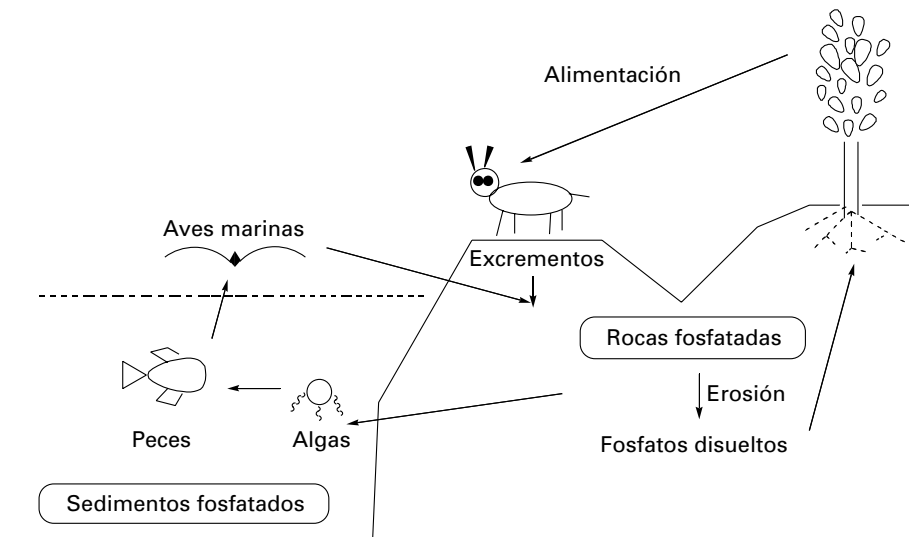 Alimentación
Aves marinas
Excrementos
Rocas fosfatadas
Erosión
Peces
Algas
Fosfatos disueltos
Sedimentos fosfatados